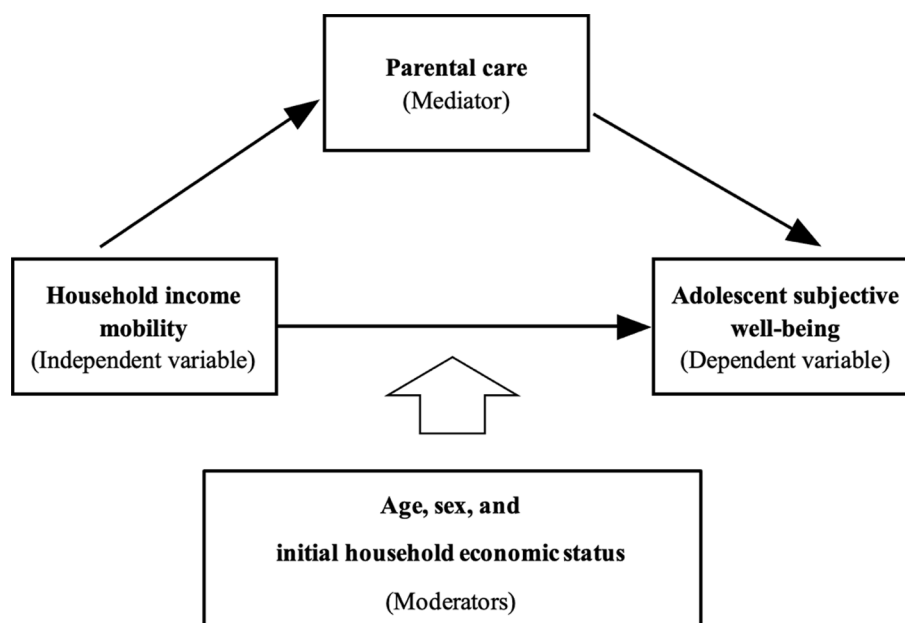 Parental care
(Mediator)
Household income
mobility
(Independent variable)
Adolescent subjective
well-being
(Dependent variable)
Age, sex, and
initial household economic status
(Moderators)